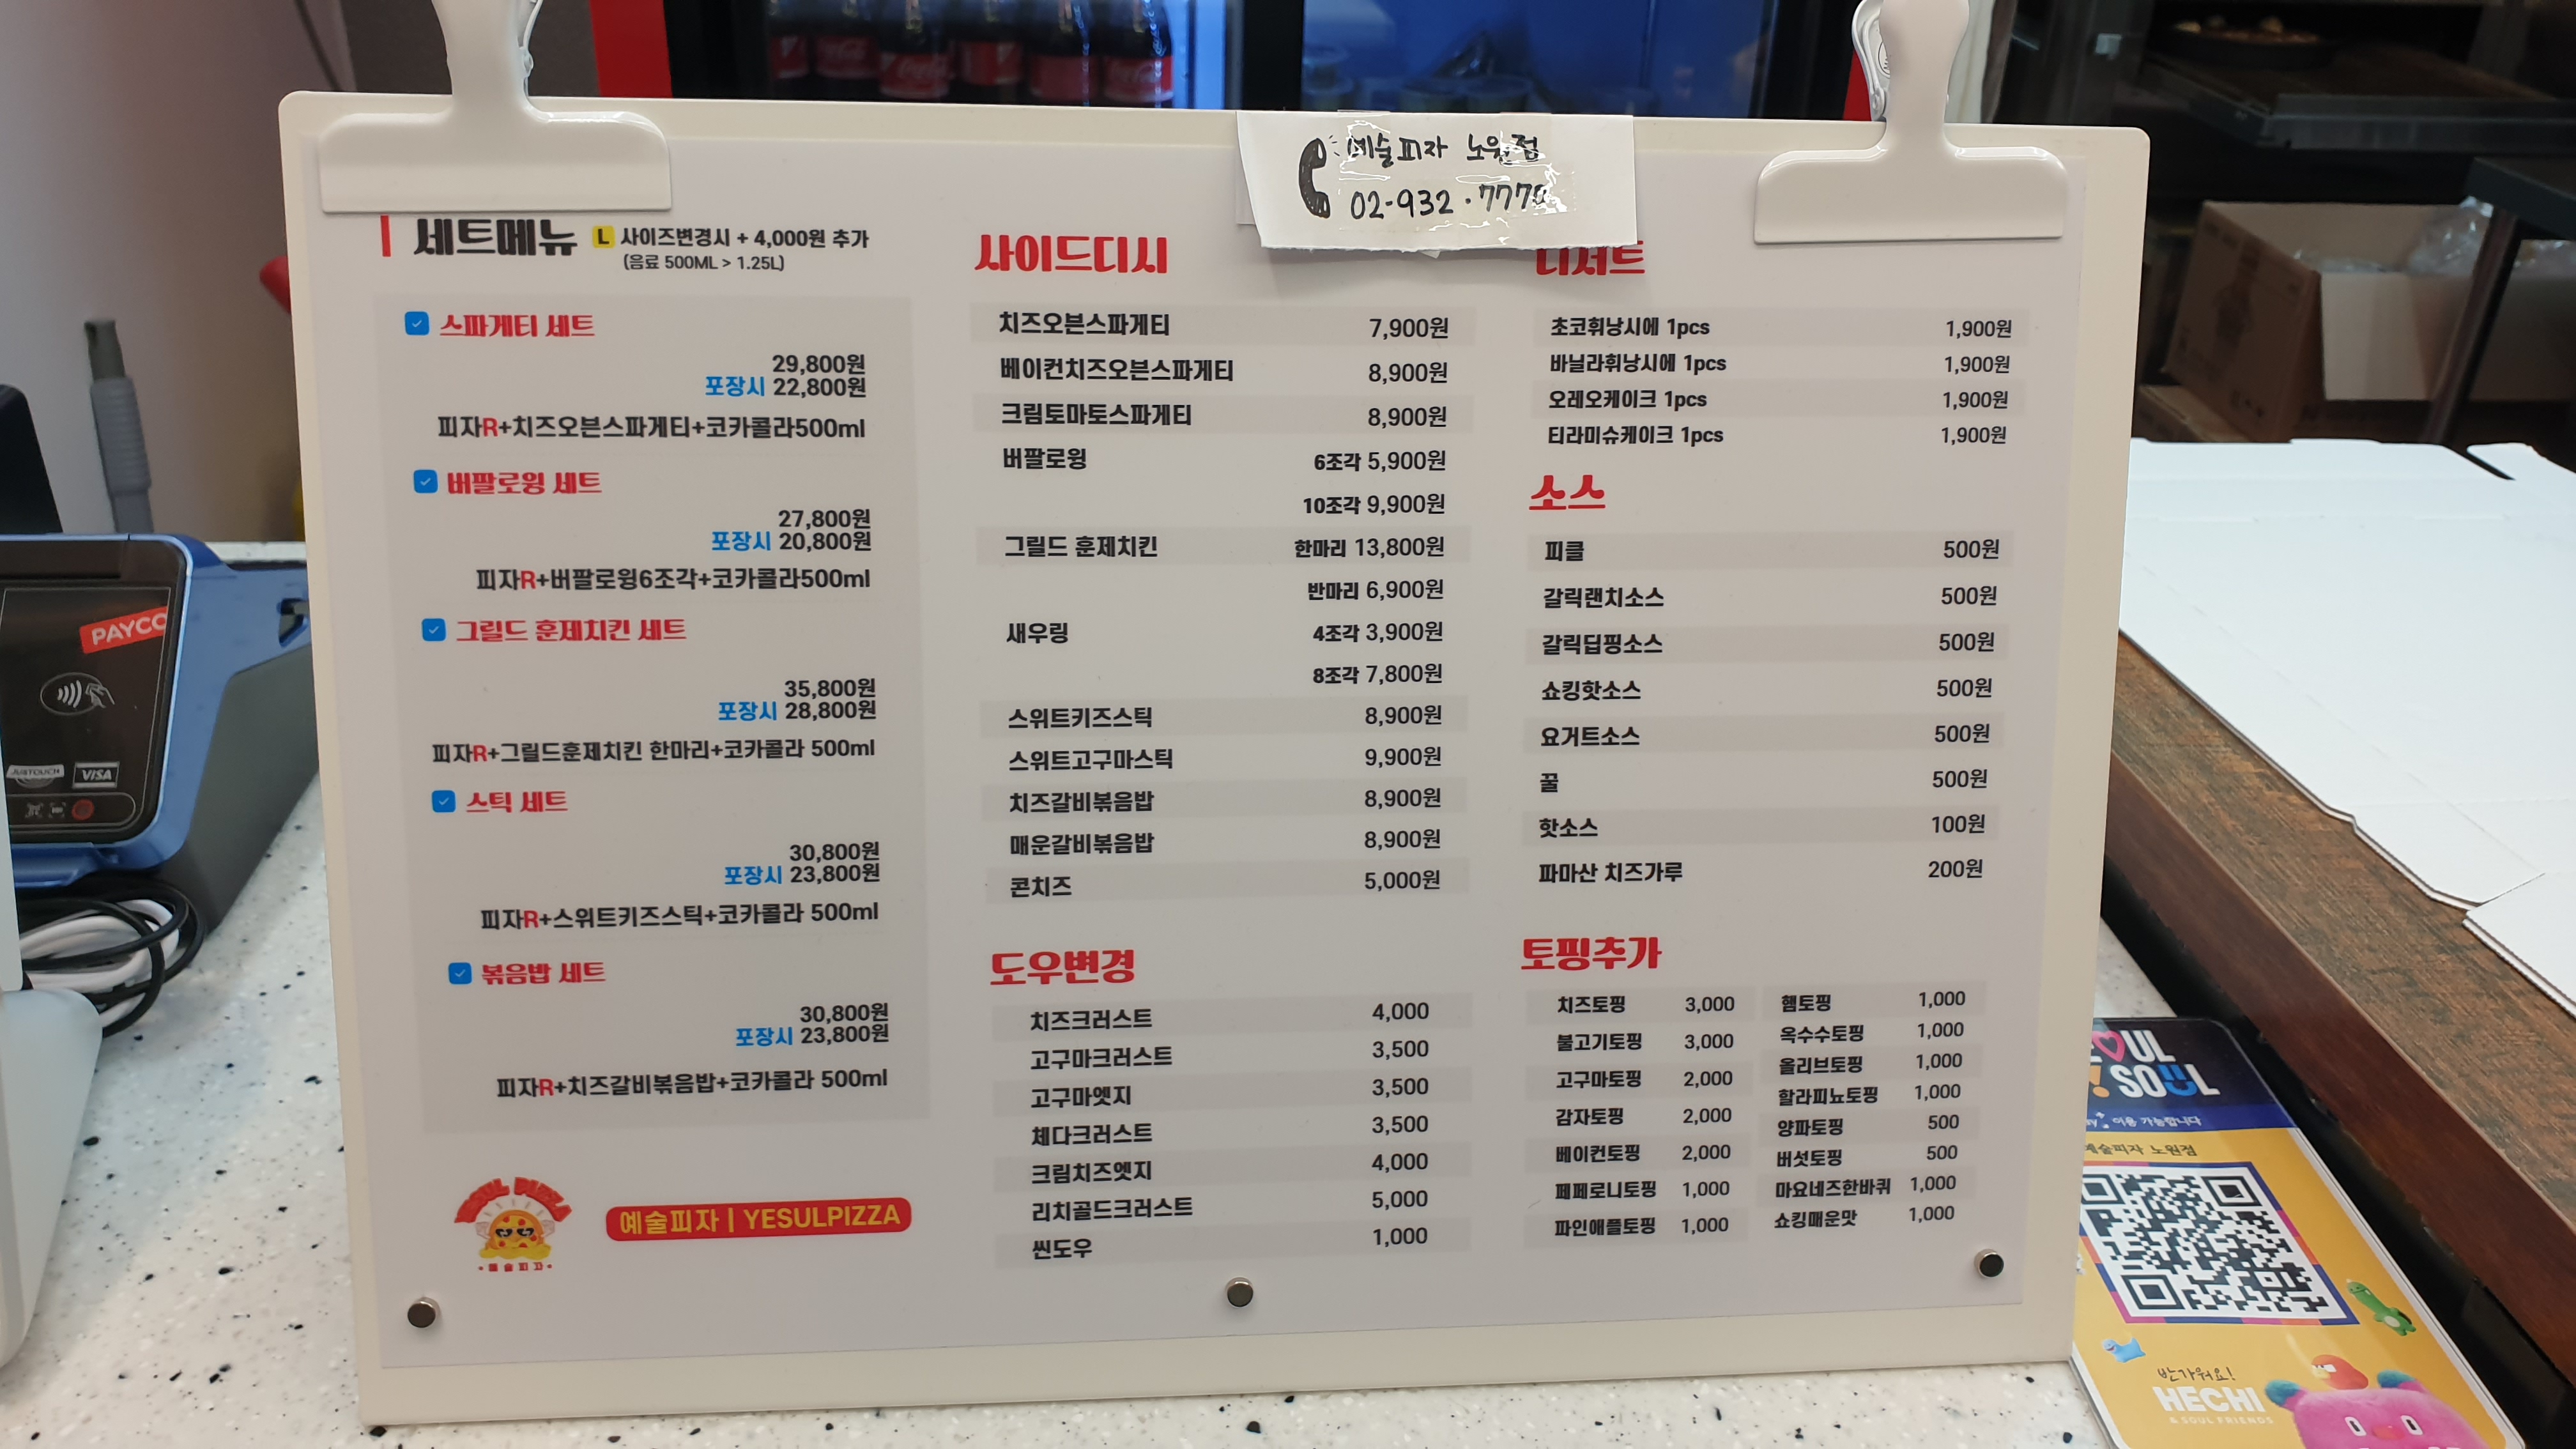 예술피자 노원점
02-932-7770
세트메뉴
L 사이즈변경시 + 4,000원 추가
(음료 500ML > 1.25L)
스파게티 세트
29,800원
포장시 22,800원
피자R+치즈오븐스파게티+코카콜라500ml
버팔로윙 세트
27,800원
포장시 20,800원
피자R+버팔로윙6조각+코카콜라500ml
그릴드 훈제치킨 세트
35,800원
포장시 28,800원
피자R+그릴드훈제치킨 한마리+코카콜라 500ml
스틱 세트
30,800원
포장시 23,800원
피자R+스위트키즈스틱+코카콜라 500ml
볶음밥 세트
30,800원
포장시 23,800원
피자R+치즈갈비볶음밥+코카콜라 500ml
YESUL PIZZA
예술피자
예술피자 | YESULPIZZA
사이드디시
치즈오븐스파게티 7,900원
베이컨치즈오븐스파게티 8,900원
크림토마토스파게티 8,900원
버팔로윙 6조각 5,900원
10조각 9,900원
그릴드 훈제치킨 한마리 13,800원
반마리 6,900원
새우링 4조각 3,900원
8조각 7,800원
스위트키즈스틱 8,900원
스위트고구마스틱 9,900원
치즈갈비볶음밥 8,900원
매운갈비볶음밥 8,900원
콘치즈 5,000원
도우변경
치즈크러스트 4,000
고구마크러스트 3,500
고구마엣지 3,500
체다크러스트 3,500
크림치즈엣지 4,000
리치골드크러스트 5,000
씬도우 1,000
디저트
초코휘낭시에 1pcs 1,900원
바닐라휘낭시에 1pcs 1,900원
오레오케이크 1pcs 1,900원
티라미슈케이크 1pcs 1,900원
소스
피클 500원
갈릭랜치소스 500원
갈릭딥핑소스 500원
쇼킹핫소스 500원
요거트소스 500원
꿀 500원
핫소스 100원
파마산 치즈가루 200원
토핑추가
치즈토핑 3,000 햄토핑 1,000
불고기토핑 3,000 옥수수토핑 1,000
고구마토핑 2,000 올리브토핑 1,000
감자토핑 2,000 할라피뇨토핑 1,000
베이컨토핑 2,000 양파토핑 500
페페로니토핑 1,000 버섯토핑 500
파인애플토핑 1,000 마요네즈한바퀴 1,000
쇼킹매운맛 1,000
PAYCO
JUSTOUCH
VISA
Coca-Cola
SOUL
이용 가능합니다
예술피자 노원점
반가워요!
HECHI
& SOUL FRIENDS